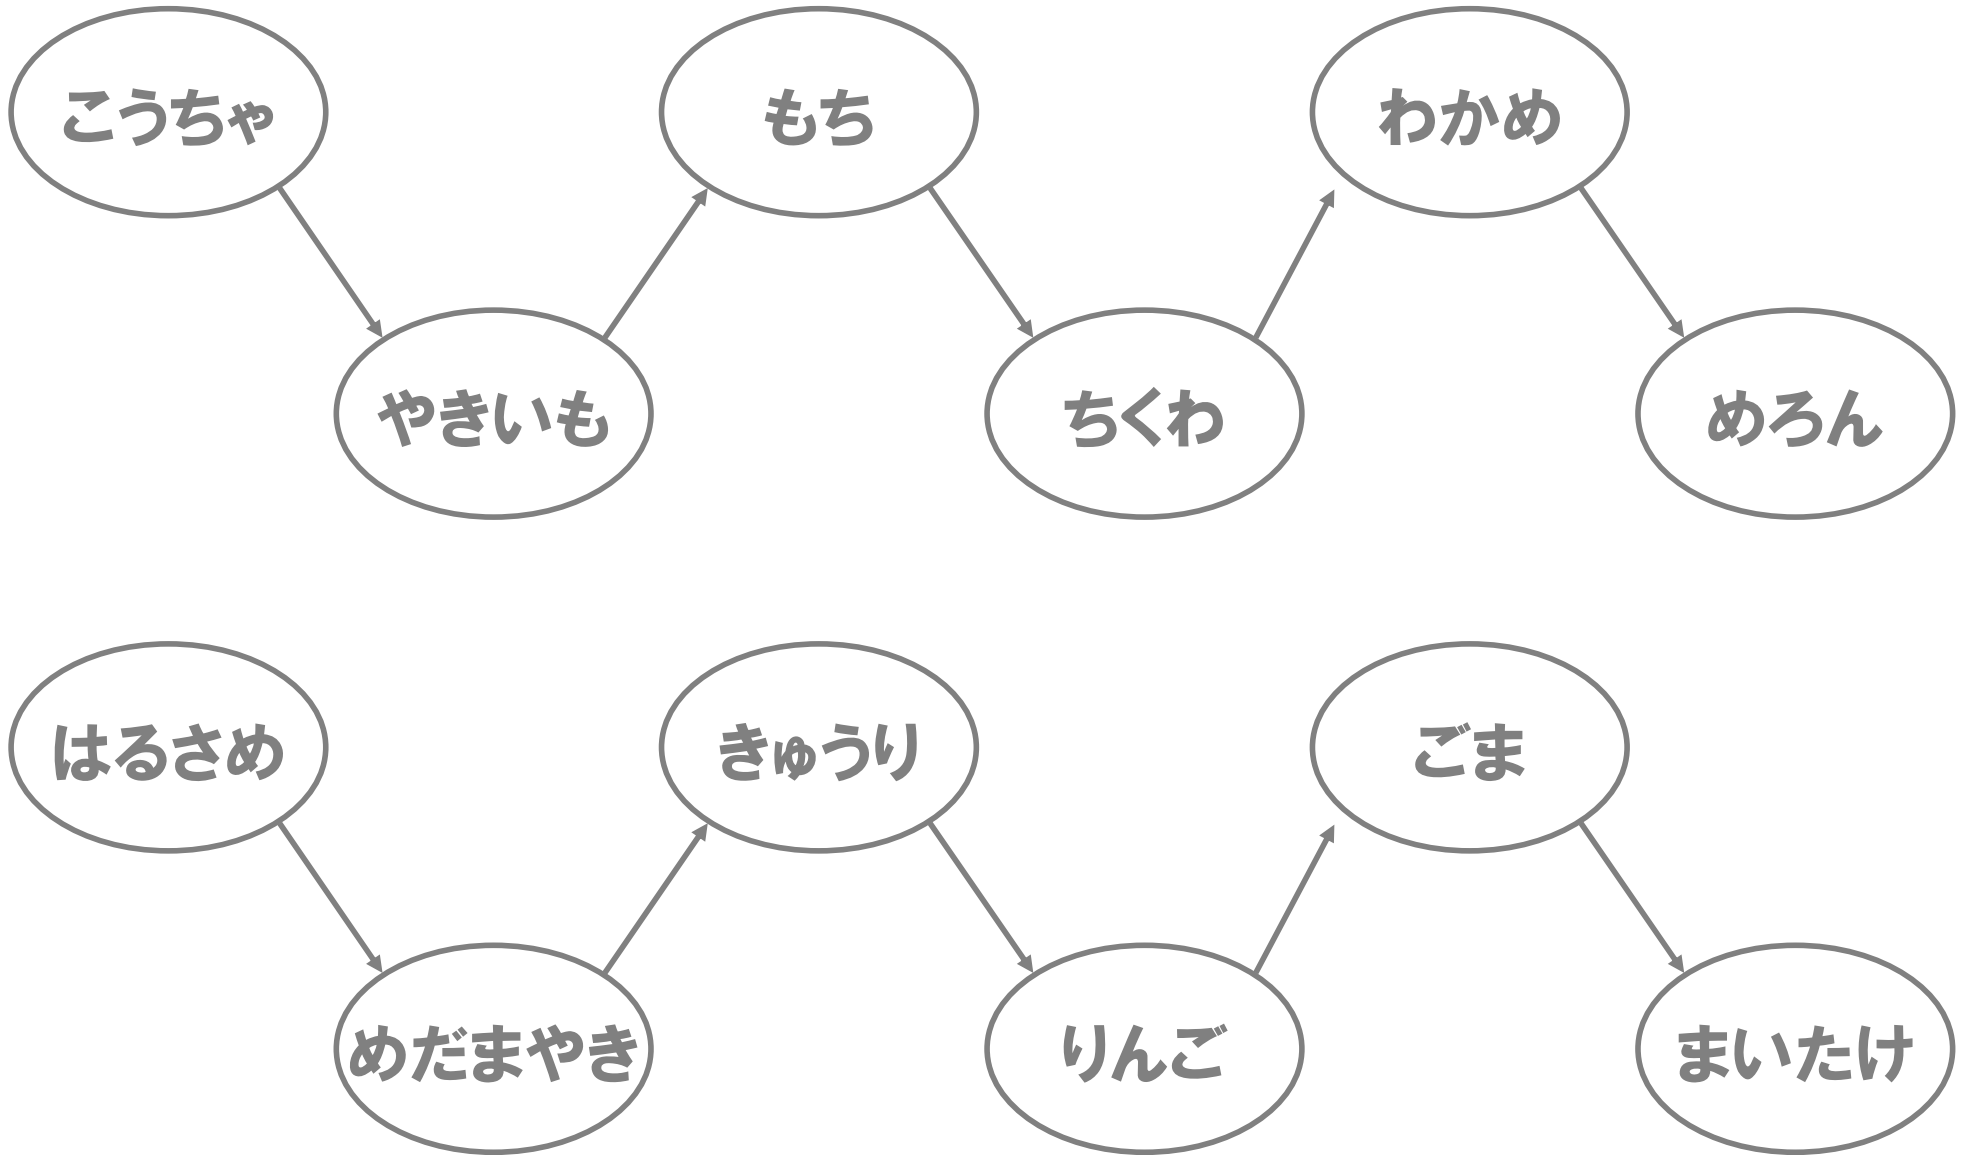 こうちゃ
やきいも
もち
ちくわ
わかめ
めろん
はるさめ
めだまやき
きゅうり
りんご
ごま
まいたけ